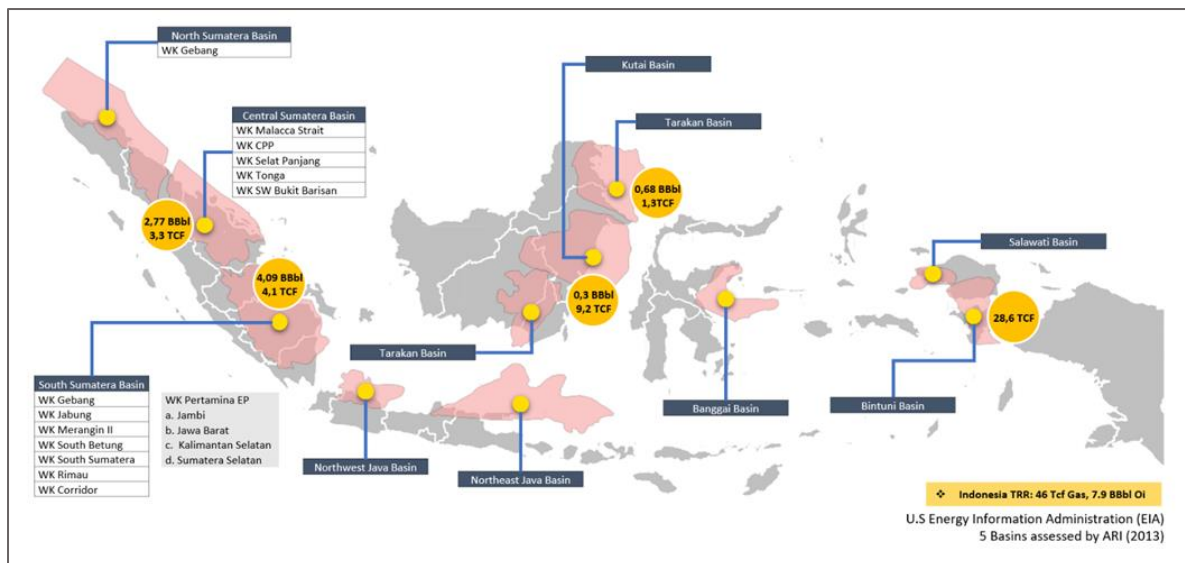 North Sumatera Basin
WK Gebang
Central Sumatera Basin
WK Malacca Strait
WK CPP
WK Selat Panjang
WK Tonga
WK SW Bukit Barisan
Kutai Basin
Tarakan Basin
0,68 BBbl
1,3TCF
2,77 BBbl
3,3 TCF
Salawati Basin
4,09 BBbl
4,1 TCF
0,3 BBbl
9,2 TCF
28,6 TCF
Tarakan Basin
South Sumatera Basin
WK Gebang
WK Jabung
WK Merangin II
WK South Betung
WK South Sumatera
WK Rimau
WK Corridor
WK Pertamina EP
a. Jambi
b. Jawa Barat
c. Kalimantan Selatan
d. Sumatera Selatan
Banggai Basin
Bintuni Basin
Northwest Java Basin
Northeast Java Basin
❖ Indonesia TRR: 46 Tcf Gas, 7.9 BBbl Oi
U.S Energy Information Administration (EIA)
5 Basins assessed by ARI (2013)